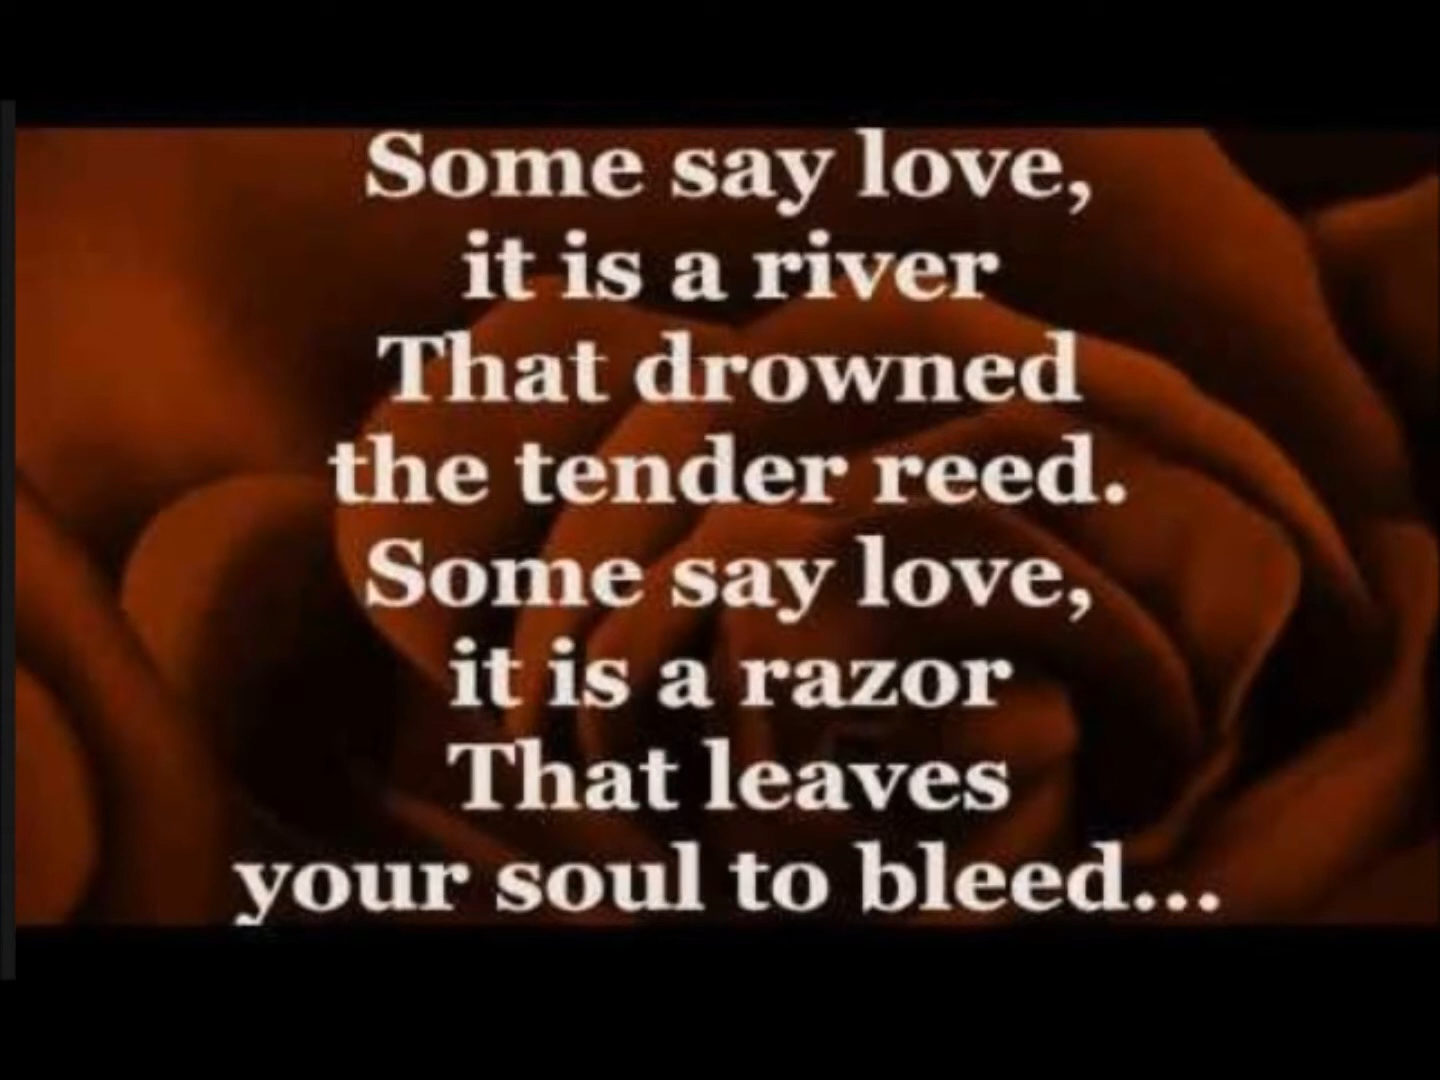 Some say love,
it is a river
That drowned
the tender reed.
Some say love,
it is a razor
That leaves
your soul to bleed...